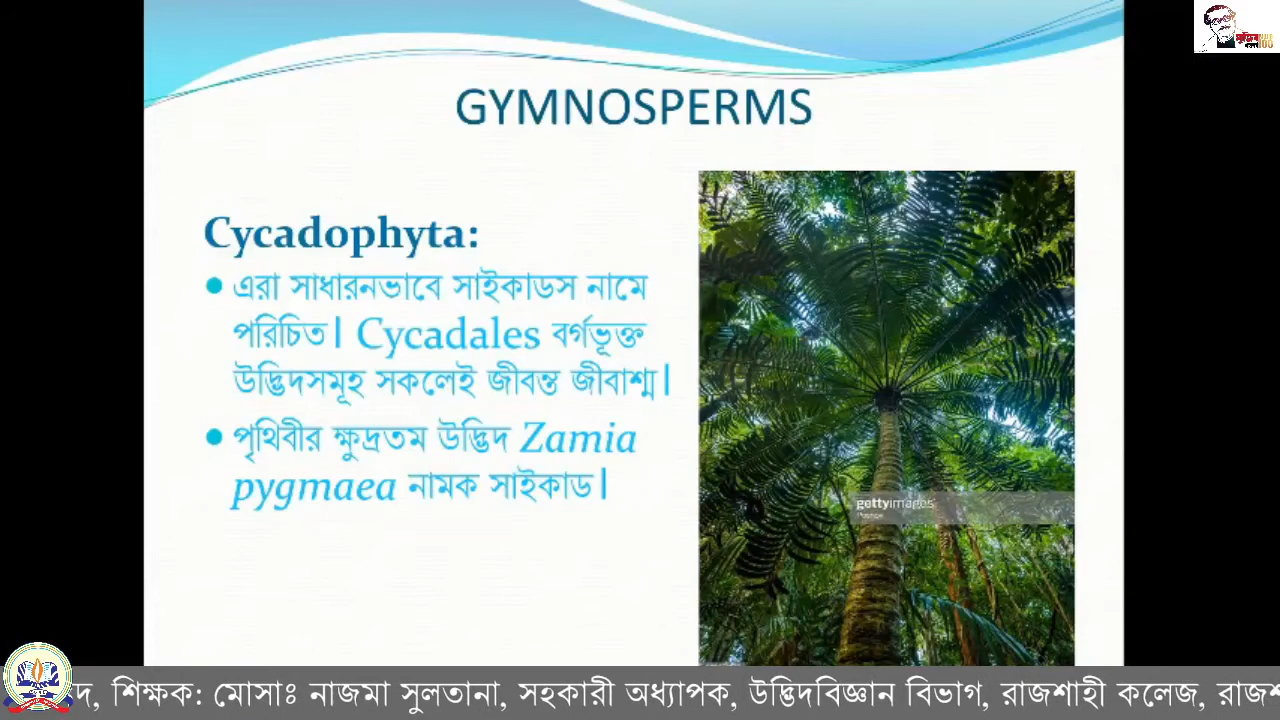 GYMNOSPERMS
Cycadophyta:
এরা সাধারনভাবে সাইকাডস নামে
পরিচিত। Cycadales বর্গভূক্ত
উদ্ভিদসমূহ সকলেই জীবন্ত জীবাশ্ম।
পৃথিবীর ক্ষুদ্রতম উদ্ভিদ Zamia
pygmaea নামক সাইকাড।
gettyimages
শিক্ষক: মোসাঃ নাজমা সুলতানা, সহকারী অধ্যাপক, উদ্ভিদবিজ্ঞান বিভাগ, রাজশাহী কলেজ,